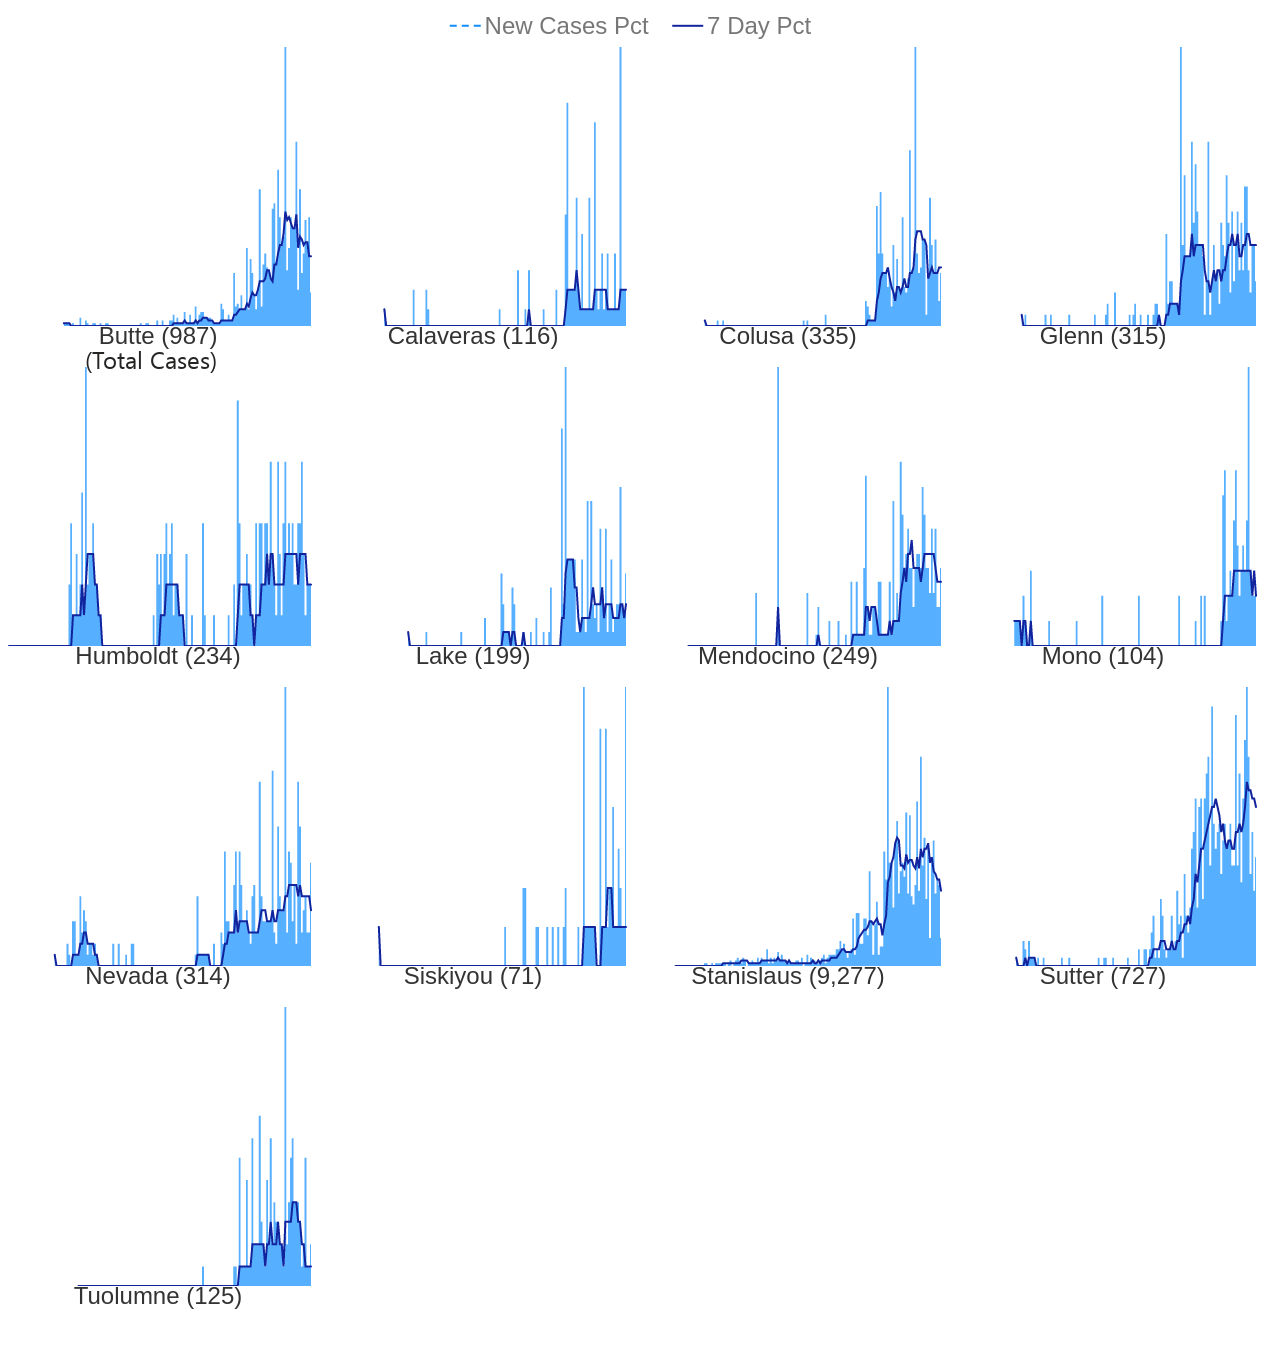 New Cases Pct 7 Day Pct
Butte (987) Calaveras (116) Colusa (335) Glenn (315)
(Total Cases)
Humboldt (234) Lake (199) Mendocino (249) Mono (104)
Nevada (314) Siskiyou (71) Stanislaus (9,277) Sutter (727)
Tuolumne (125)